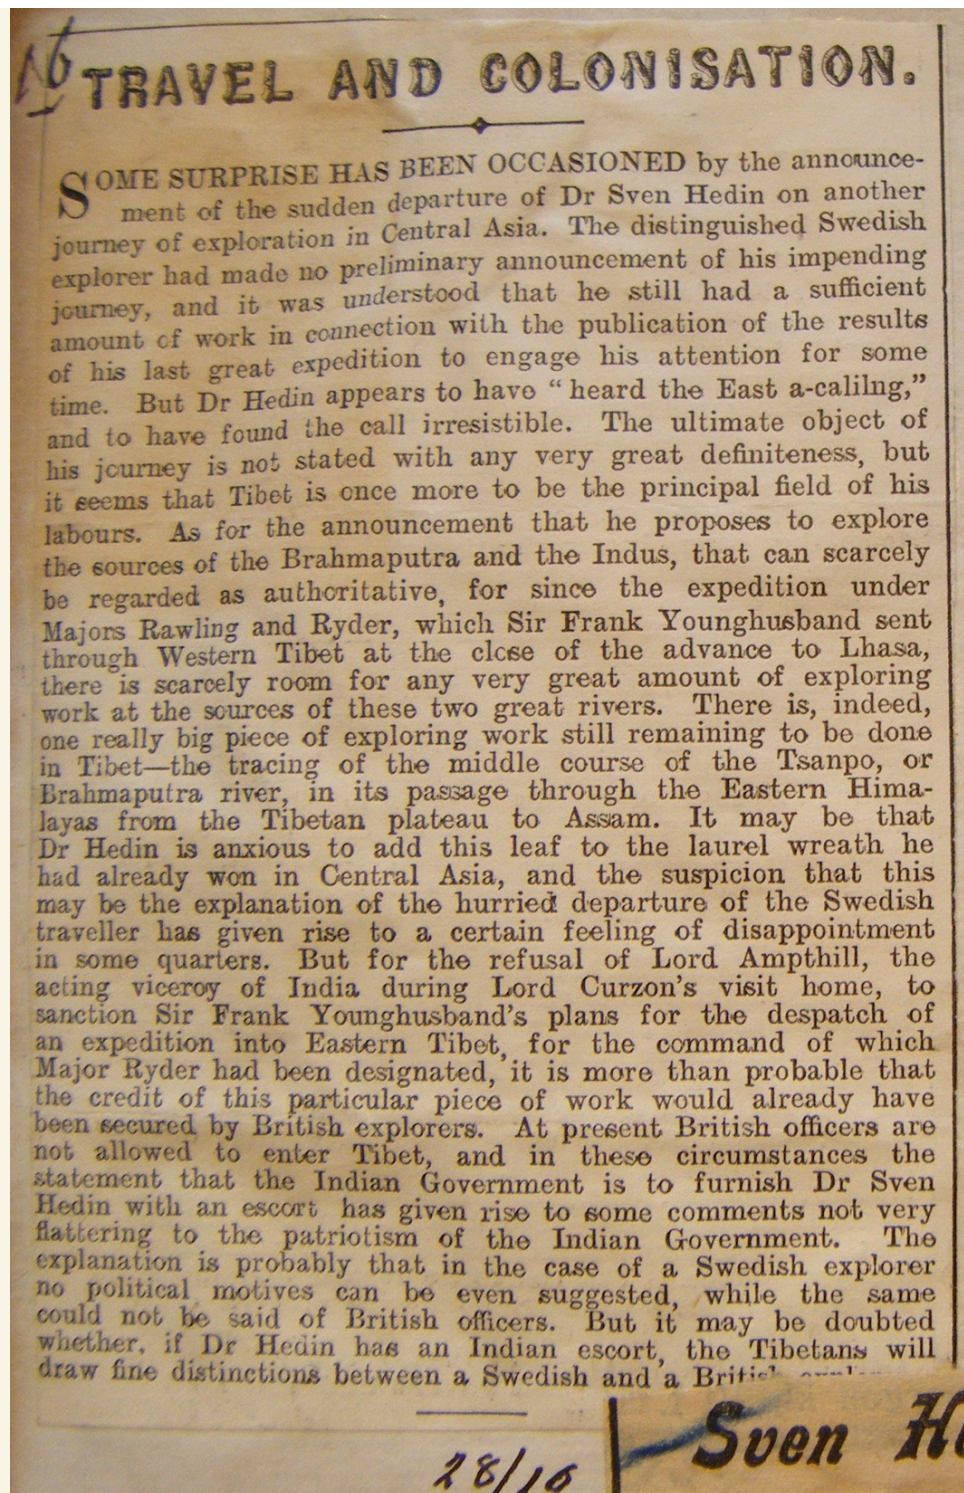 16
TRAVEL AND COLONISATION.
SOME SURPRISE HAS BEEN OCCASIONED by the announce-
ment of the sudden departure of Dr Sven Hedin on another
journey of exploration in Central Asia. The distinguished Swedish
explorer had made no preliminary announcement of his impending
journey, and it was understood that he still had a sufficient
amount of work in connection with the publication of the results
of his last great expedition to engage his attention for some
time. But Dr Hedin appears to have "heard the East a-calilng,"
and to have found the call irresistible. The ultimate object of
his journey is not stated with any very great definiteness, but
it seems that Tibet is once more to be the principal field of his
labours. As for the announcement that he proposes to explore
the sources of the Brahmaputra and the Indus, that can scarcely
be regarded as authoritative, for since the expedition under
Majors Rawling and Ryder, which Sir Frank Younghusband sent
through Western Tibet at the close of the advance to Lhasa,
there is scarcely room for any very great amount of exploring
work at the sources of these two great rivers. There is, indeed,
one really big piece of exploring work still remaining to be done
in Tibet—the tracing of the middle course of the Tsanpo, or
Brahmaputra river, in its passage through the Eastern Hima-
layas from the Tibetan plateau to Assam. It may be that
Dr Hedin is anxious to add this leaf to the laurel wreath he
had already won in Central Asia, and the suspicion that this
may be the explanation of the hurried departure of the Swedish
traveller has given rise to a certain feeling of disappointment
in some quarters. But for the refusal of Lord Ampthill, the
acting viceroy of India during Lord Curzon's visit home, to
sanction Sir Frank Younghusband's plans for the despatch of
an expedition into Eastern Tibet, for the command of which
Major Ryder had been designated, it is more than probable that
the credit of this particular piece of work would already have
been secured by British explorers. At present British officers are
not allowed to enter Tibet, and in these circumstances the
statement that the Indian Government is to furnish Dr Sven
Hedin with an escort has given rise to some comments not very
flattering to the patriotism of the Indian Government. The
explanation is probably that in the case of a Swedish explorer
no political motives can be even suggested, while the same
could not be said of British officers. But it may be doubted
whether, if Dr Hedin has an Indian escort, the Tibetans will
draw fine distinctions between a Swedish and a British
Sven
28/10